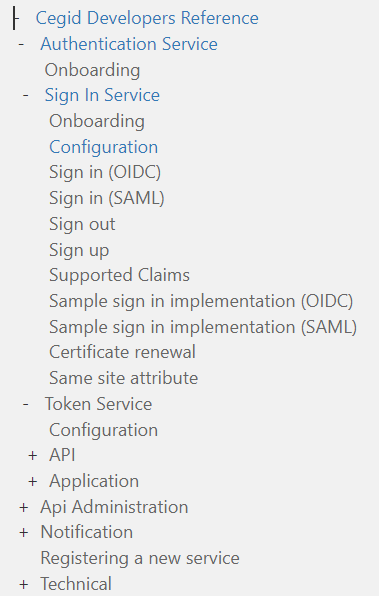 - Cegid Developers Reference
- Authentication Service
Onboarding
- Sign In Service
Onboarding
Configuration
Sign in (OIDC)
Sign in (SAML)
Sign out
Sign up
Supported Claims
Sample sign in implementation (OIDC)
Sample sign in implementation (SAML)
Certificate renewal
Same site attribute
- Token Service
Configuration
+ API
+ Application
+ Api Administration
+ Notification
Registering a new service
+ Technical